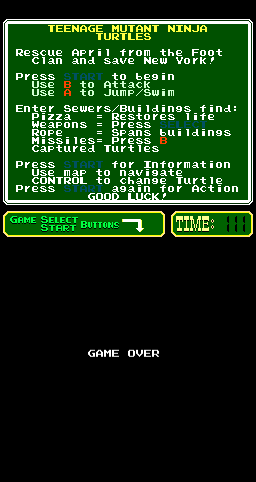 TEENAGE MUTANT NINJA
TURTLES
Rescue April from the Foot
Clan and save New York!
Press START to begin
Use B to Attack
Use A to Jump/Swim
Enter Sewers/Buildings find:
Pizza = Restores life
Weapons = Press SELECT
Rope = Spans buildings
Missiles= Press B
Captured Turtles
Press START for Information
Use map to navigate
CONTROL to change Turtle
Press START again for Action
GOOD LUCK!
GAME SELECT
START BUTTONS
TIME:
GAME OVER